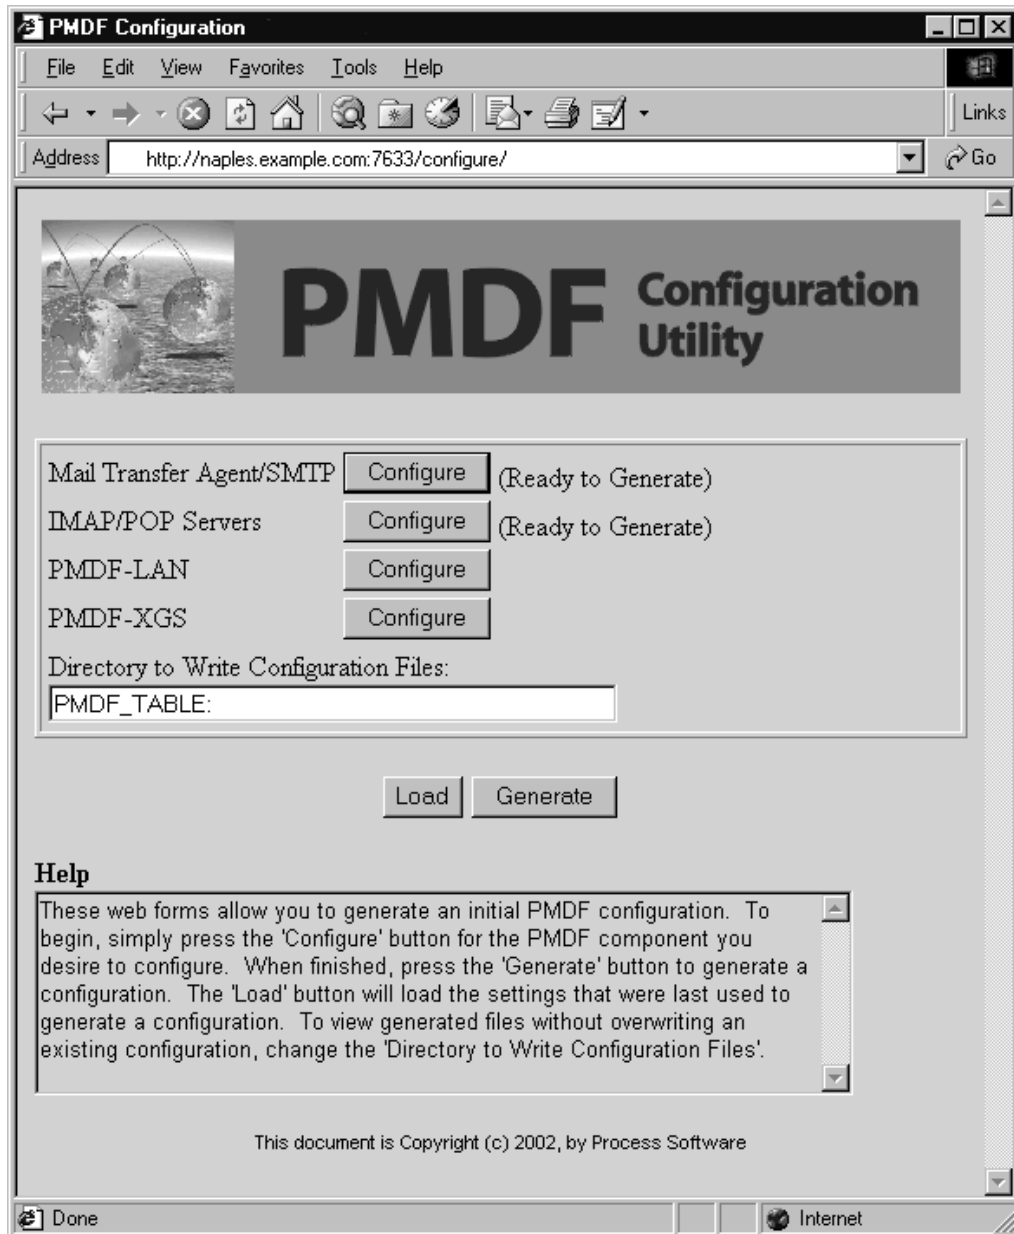 PMDF Configuration
File Edit View Favorites Tools Help
Links
Address http://naples.example.com:7633/configure/ Go
PMDF Configuration
Utility
Mail Transfer Agent/SMTP Configure (Ready to Generate)
IMAP/POP Servers Configure (Ready to Generate)
PMDF-LAN Configure
PMDF-XGS Configure
Directory to Write Configuration Files:
PMDF_TABLE:
Load Generate
Help
These web forms allow you to generate an initial PMDF configuration. To
begin, simply press the 'Configure' button for the PMDF component you
desire to configure. When finished, press the 'Generate' button to generate a
configuration. The 'Load' button will load the settings that were last used to
generate a configuration. To view generated files without overwriting an
existing configuration, change the 'Directory to Write Configuration Files'.
This document is Copyright (c) 2002, by Process Software
Done Internet